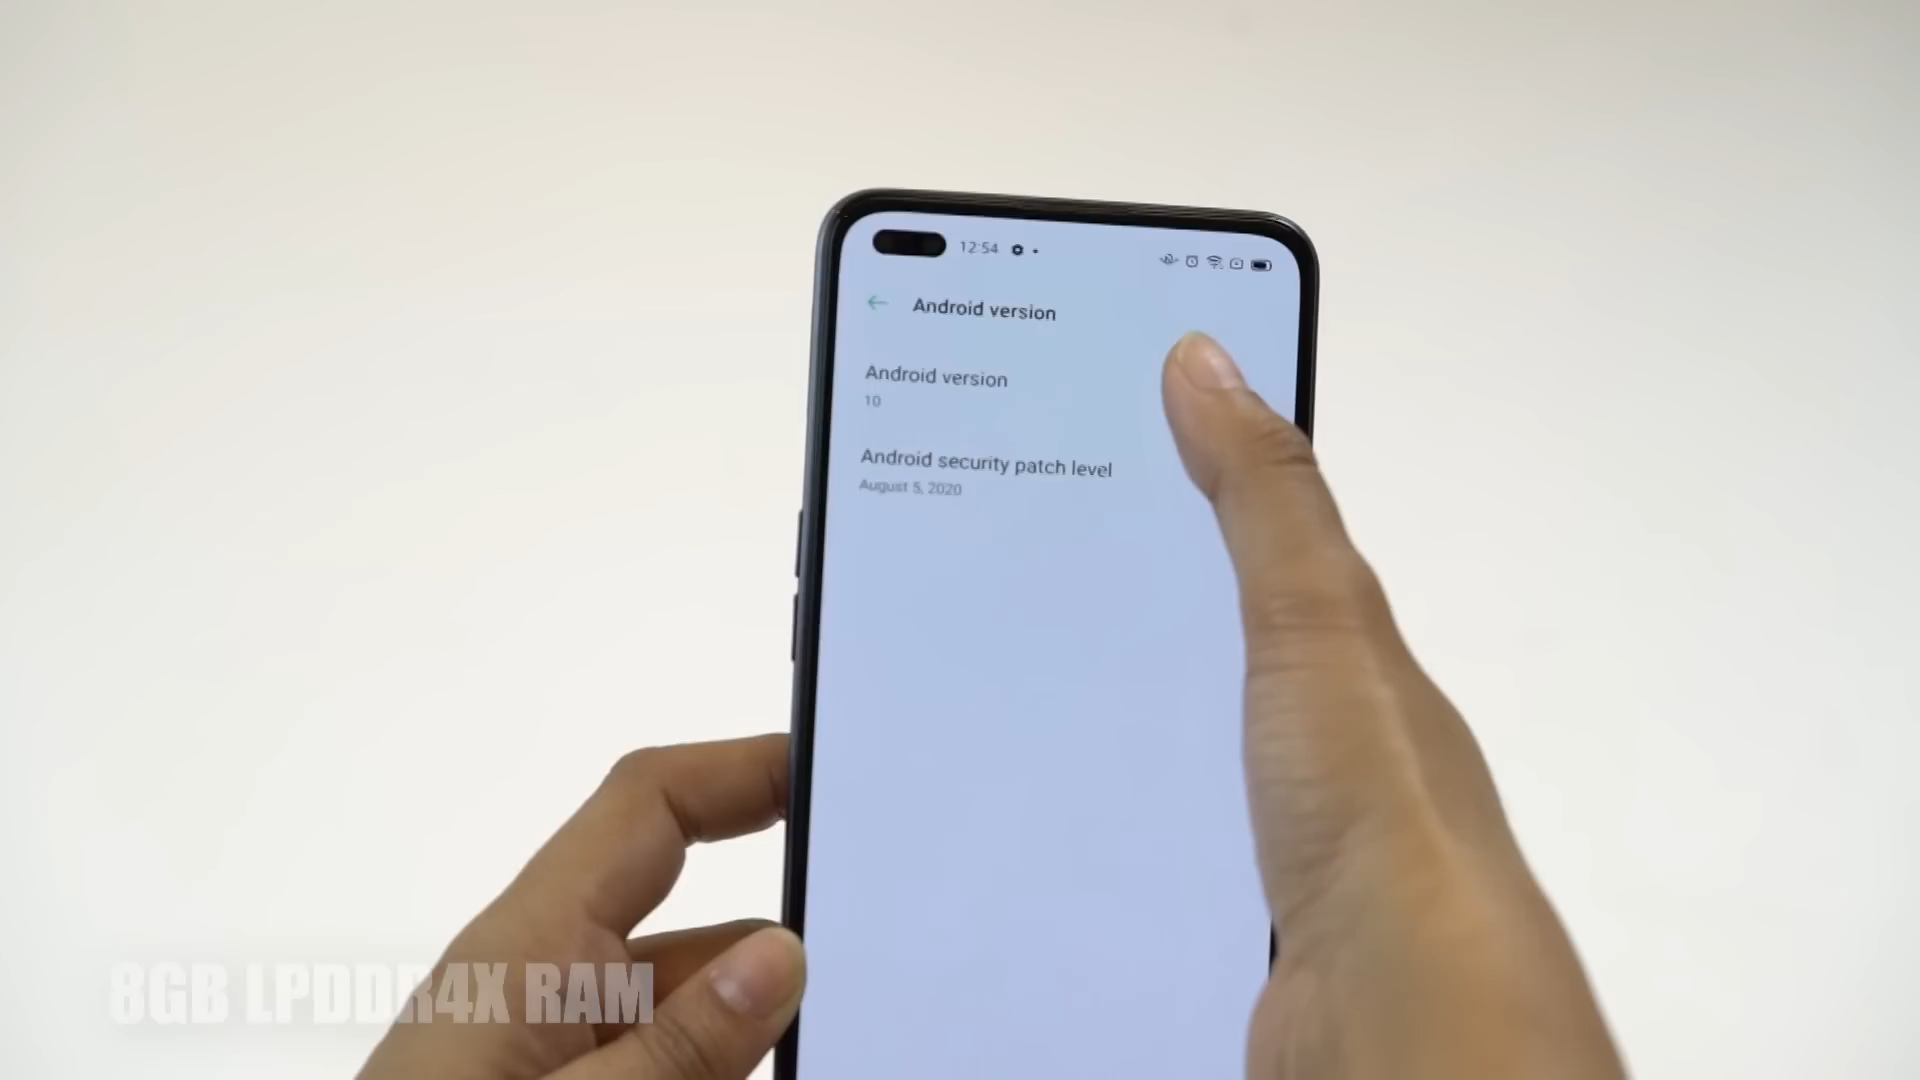 12:54
Android version
Android version
10
Android security patch level
August 5, 2020
8GB LPDDR4X RAM